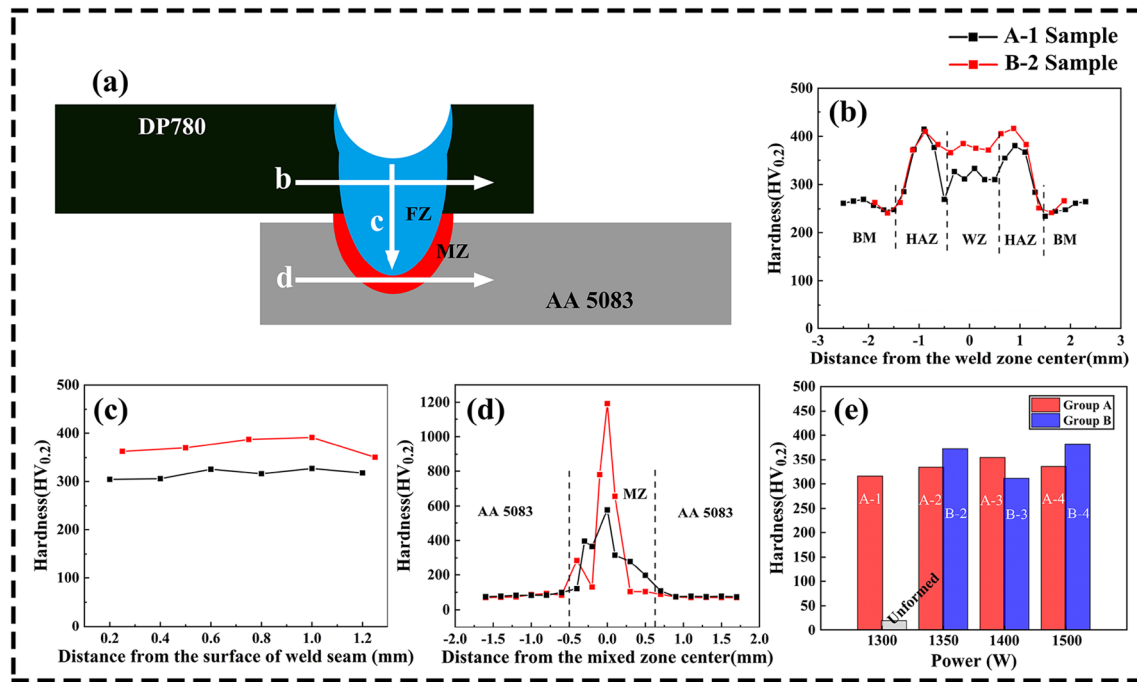 A-1 Sample
B-2 Sample
(a)
DP780
b
c
FZ
MZ
d
AA 5083
(b)
Hardness(HV0.2)
500
400
300
200
100
0
BM
HAZ
WZ
HAZ
BM
-3
-2
-1
0
1
2
3
Distance from the weld zone center(mm)
(c)
Hardness(HV0.2)
500
400
300
200
100
0
0.2
0.4
0.6
0.8
1.0
1.2
Distance from the surface of weld seam (mm)
(d)
Hardness(HV0.2)
1200
1000
800
600
400
200
0
AA 5083
MZ
AA 5083
-2.0
-1.5
-1.0
-0.5
0.0
0.5
1.0
1.5
2.0
Distance from the mixed zone center(mm)
(e)
Group A
Group B
Hardness(HV0.2)
500
450
400
350
300
250
200
150
100
50
0
A-1
Unformed
A-2
B-2
A-3
B-3
A-4
B-4
1300
1350
1400
1500
Power (W)